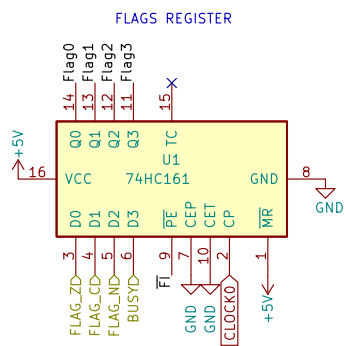 FLAGS REGISTER
Flag0 Flag1 Flag2 Flag3
14 13 12 11 15
+5V
Q0 Q1 Q2 Q3 TC
U1
16 VCC 74HC161 GND 8
GND
D0 D1 D2 D3 PE CEP CET CP MR
3 4 5 6 9 7 10 2 1
FLAG_Z FLAG_C FLAG_N BUSY FI GND GND CLOCK0 +5V